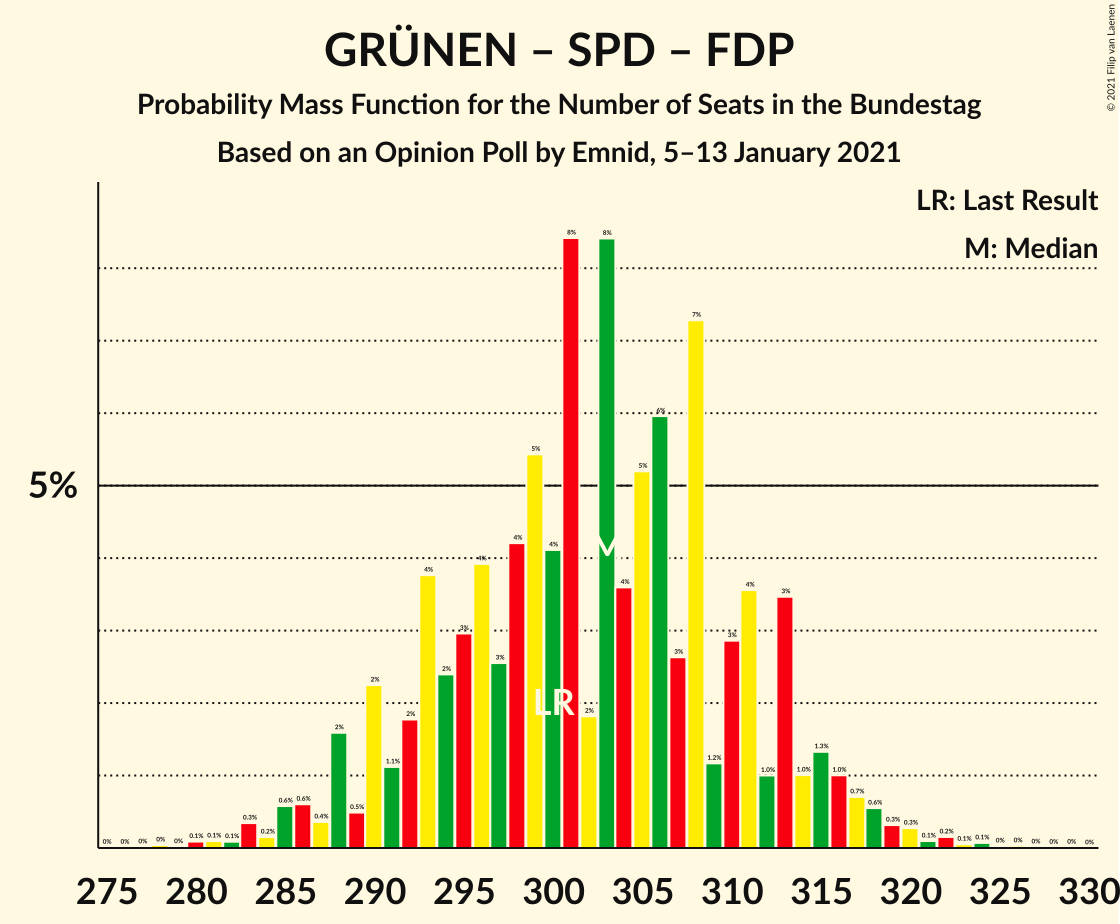 GRÜNEN – SPD – FDP
Probability Mass Function for the Number of Seats in the Bundestag
Based on an Opinion Poll by Emnid, 5–13 January 2021
© 2021 Filip van Laenen
LR: Last Result
M: Median
5%
0% 0% 0% 0% 0% 0.1% 0.1% 0.1% 0.3% 0.2% 0.6% 0.6% 0.4% 2% 0.5% 2% 1.1% 2% 4% 2% 3% 4% 3% 4% 5% 4% 8% 2% 8% 4% 5% 6% 3% 7% 1.2% 3% 4% 1.0% 3% 1.0% 1.3% 1.0% 0.7% 0.6% 0.3% 0.3% 0.1% 0.2% 0.1% 0.1% 0% 0% 0% 0% 0% 0%
M
LR
275 280 285 290 295 300 305 310 315 320 325 330